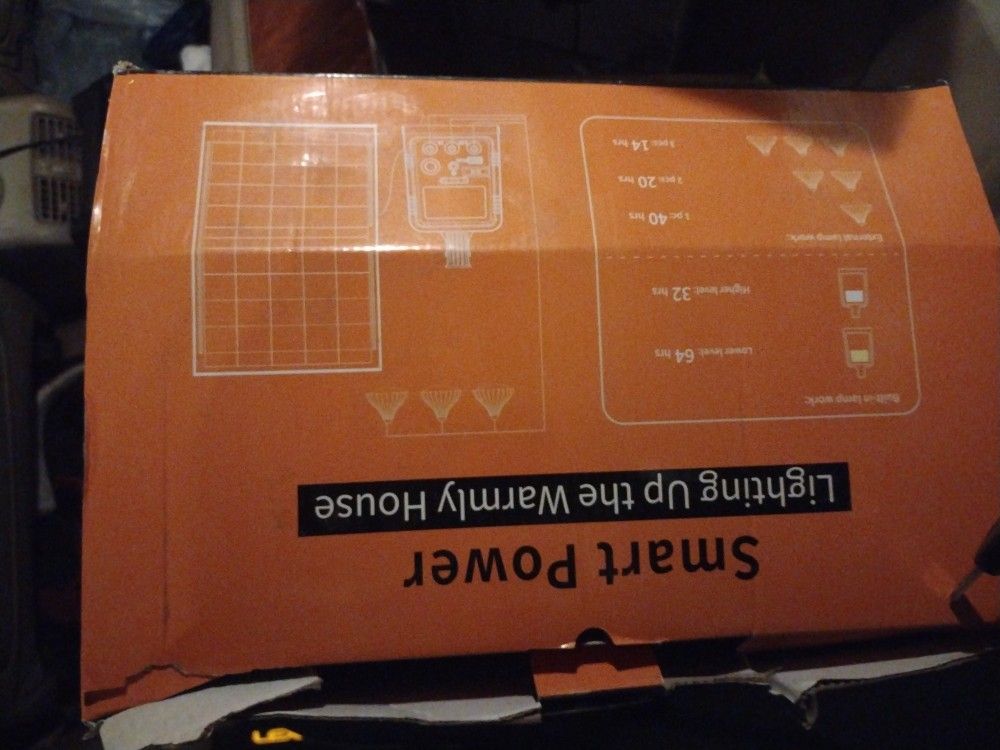 Smart Power
Lighting Up the Warmly House
Built-in lamp work:
Lower level: 64 hrs
Higher level: 32 hrs
External lamp work:
1 pc: 40 hrs
2 pcs: 20 hrs
3 pcs: 14 hrs